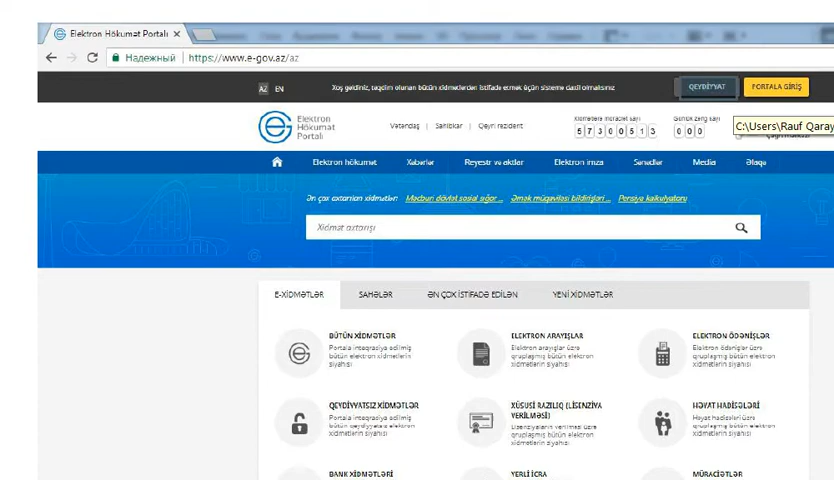 Elektron Hökumət Portalı
Надежный https://www.e-gov.az/az
AZ EN Xoş gəldiniz, təqdim olunan bütün xidmətlərdən istifadə etmək üçün sistemə daxil olmalısınız QEYDİYYAT PORTALA GİRİŞ
Elektron
Hökumət
Portalı
Vətəndaş | Sahibkar | Qeyri rezident
Xidmətlərə müraciət sayı
5 7 3 0 0 5 1 3
Günlük zəng sayı
0 0 0
C:\Users\Rauf Qaray
Elektron hökumət Xəbərlər Reyestr və aktlar Elektron imza Sənədlər Media Əlaqə
Ən çox axtarılan xidmətlər: Məcburi dövlət sosial sığor ... Əmək müqaviləsi bildirişləri ... Pensiya kalkulyatoru
Xidmət axtarışı
E-XİDMƏTLƏR SAHƏLƏR ƏN ÇOX İSTİFADƏ EDİLƏN YENİ XİDMƏTLƏR
BÜTÜN XİDMƏTLƏR
Portala inteqrasiya edilmiş
bütün elektron xidmətlərin
siyahısı
ELEKTRON ARAYIŞLAR
Elektron arayışlar üzrə
qruplaşmış bütün elektron
xidmətlərin siyahısı
ELEKTRON ÖDƏNİŞLƏR
Elektron ödənişlər üzrə
qruplaşmış bütün elektron
xidmətlərin siyahısı
QEYDİYYATSIZ XİDMƏTLƏR
Portala inteqrasiya edilmiş
bütün qeydiyyatsız elektron
xidmətlərin siyahısı
XÜSUSİ RAZILIQ (LİSENZİYA
VERİLMƏSİ)
Lisenziyaların verilməsi üzrə
qruplaşmış bütün elektron
xidmətlərin siyahısı
HƏYAT HADİSƏLƏRİ
Həyat hadisələri üzrə
qruplaşmış bütün elektron
xidmətlərin siyahısı
BANK XİDMƏTLƏRİ
YERLİ İCRA
MÜRACİƏTLƏR